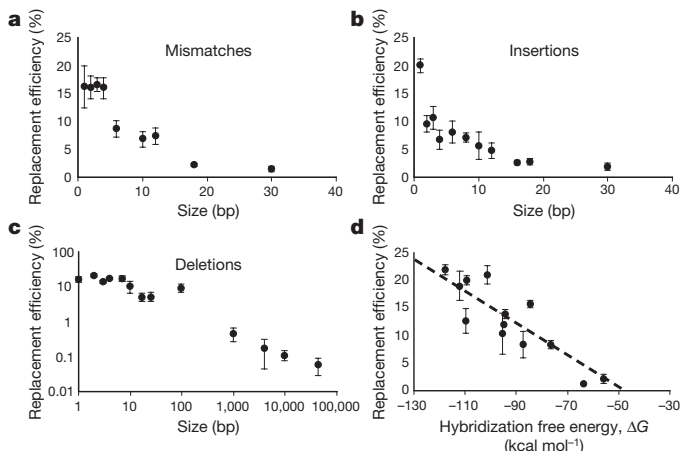 a
Mismatches
Replacement efficiency (%)
25
20
15
10
5
0
0 10 20 30 40
Size (bp)
b
Insertions
Replacement efficiency (%)
25
20
15
10
5
0
0 10 20 30 40
Size (bp)
c
Deletions
Replacement efficiency (%)
100
10
1
0.1
0.01
1 10 100 1,000 10,000 100,000
Size (bp)
d
Replacement efficiency (%)
25
20
15
10
5
0
−130 −110 −90 −70 −50 −30
Hybridization free energy, ΔG
(kcal mol⁻¹)